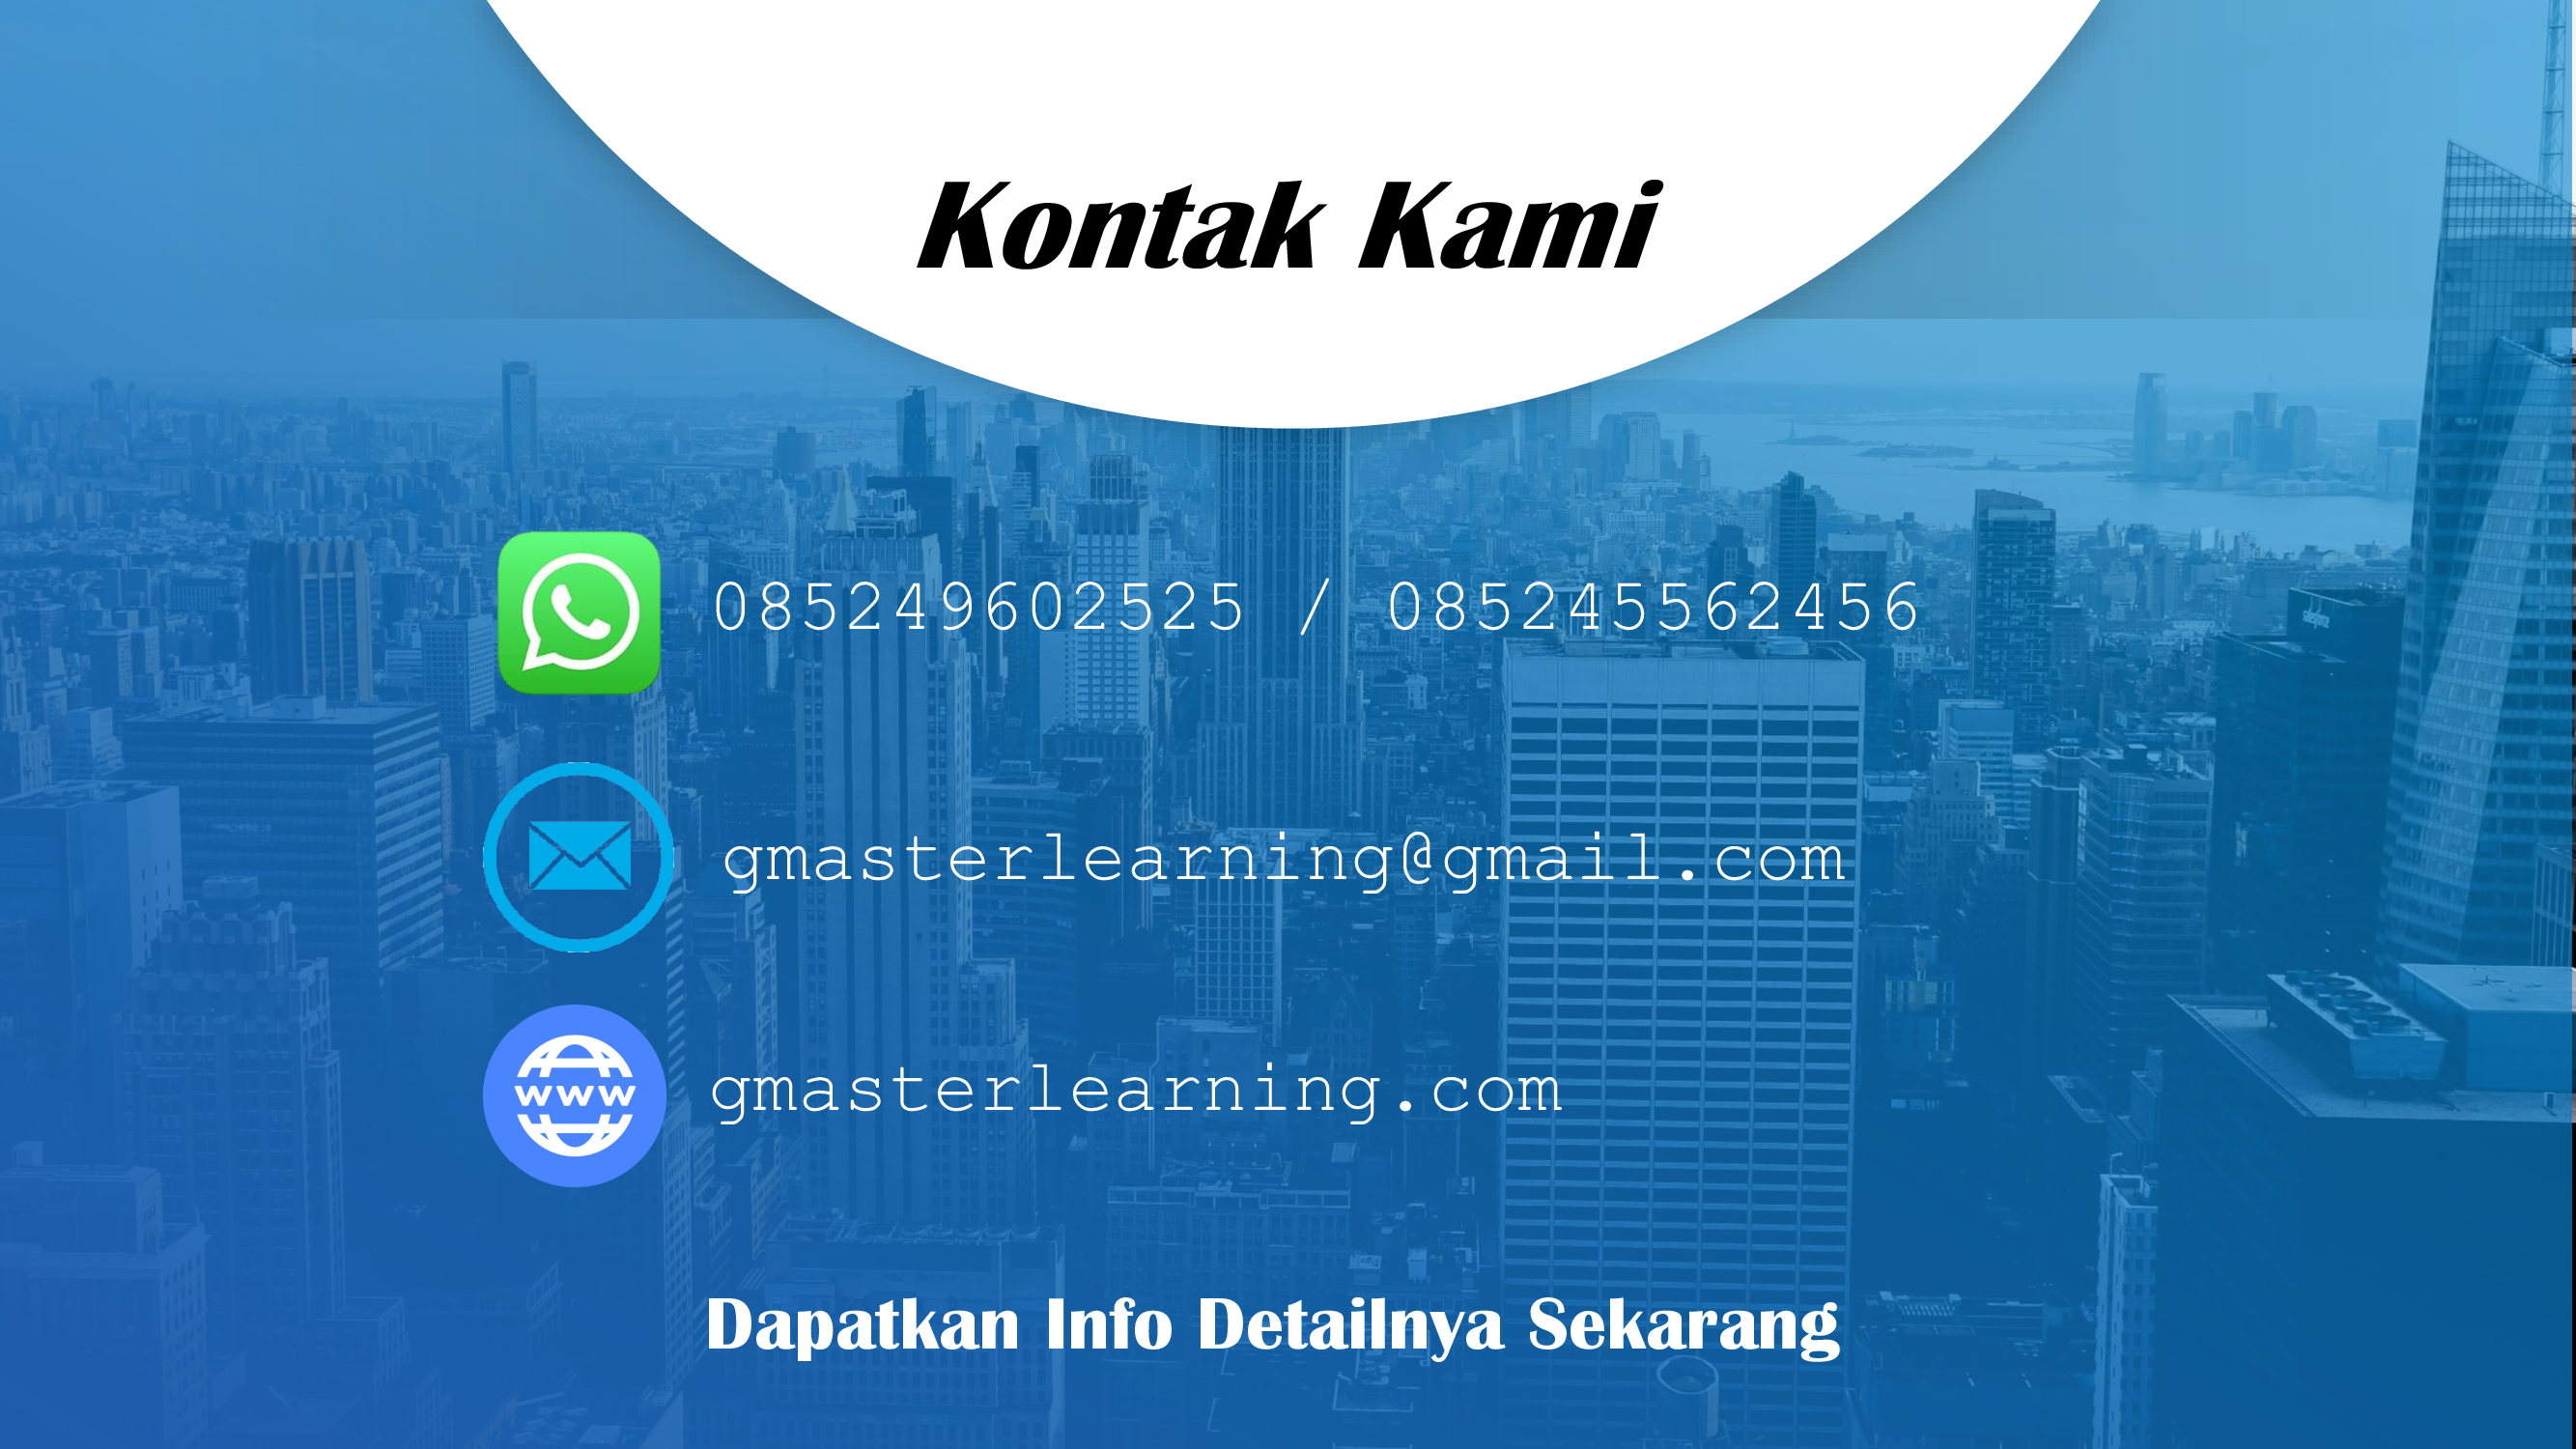 Kontak Kami
085249602525 / 085245562456
gmasterlearning@gmail.com
www
gmasterlearning.com
Dapatkan Info Detailnya Sekarang